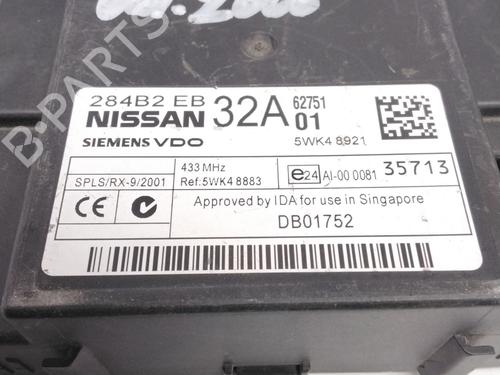 284B2 EB
NISSAN 32A 62751
01
SIEMENS VDO
5WK4 8921
SPLS/RX-9/2001
433 MHz
Ref:5WK4 8883
e24 AI-00 0081
35713
CE N
Approved by IDA for use in Singapore
DB01752
B-PARTS